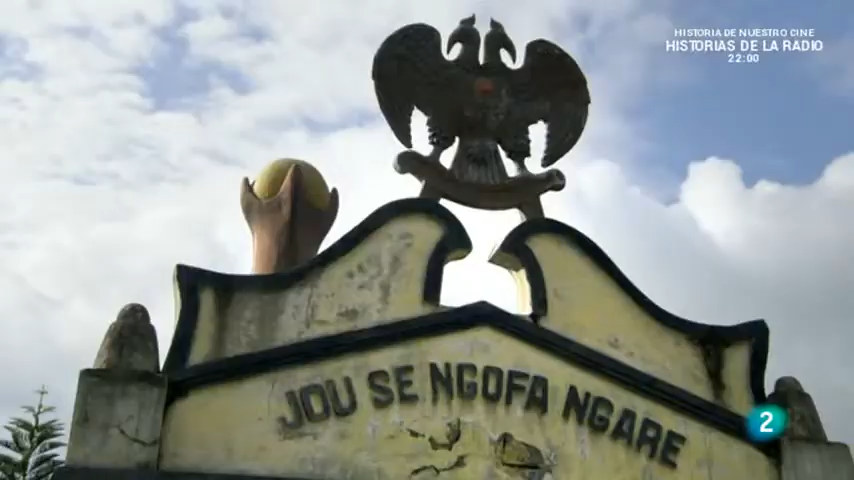 HISTORIA DE NUESTRO CINE
HISTORIAS DE LA RADIO
22:00
JOU SE NGOFA NGARE
2